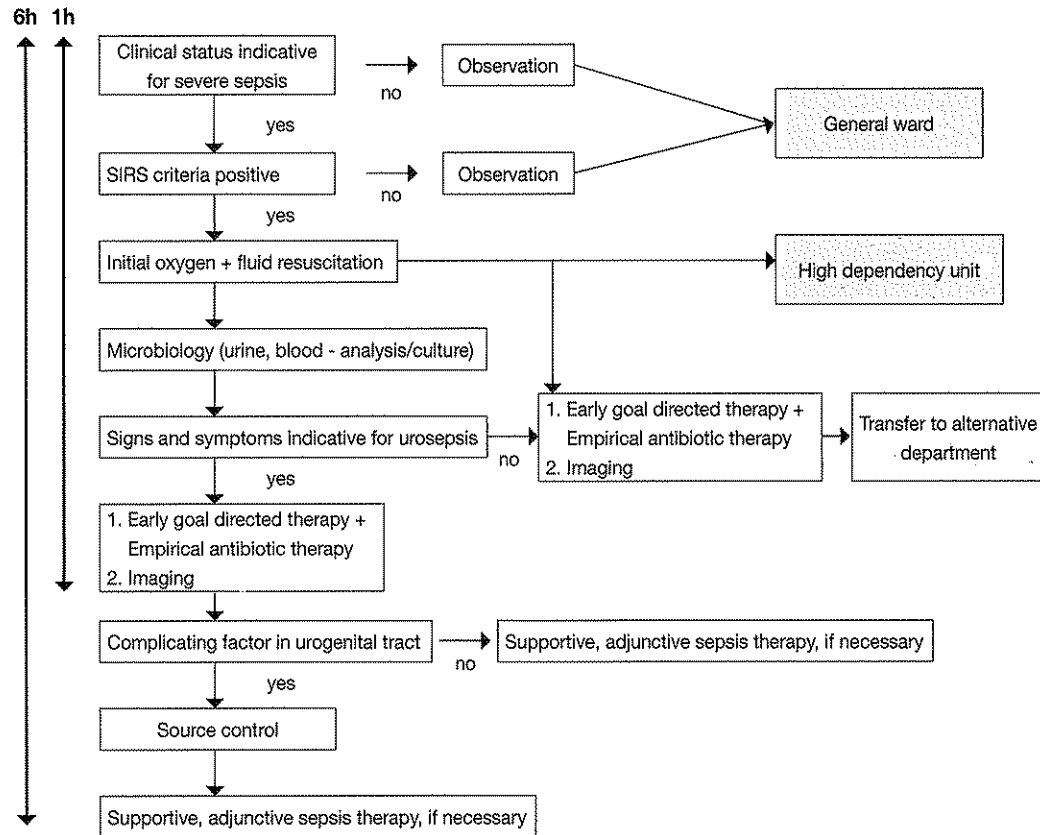 6h 1h
Clinical status indicative
for severe sepsis
no
Observation
General ward
yes
SIRS criteria positive
no
Observation
yes
Initial oxygen + fluid resuscitation
High dependency unit
Microbiology (urine, blood - analysis/culture)
Signs and symptoms indicative for urosepsis
no
1. Early goal directed therapy +
Empirical antibiotic therapy
2. Imaging
Transfer to alternative
department
yes
1. Early goal directed therapy +
Empirical antibiotic therapy
2. Imaging
Complicating factor in urogenital tract
no
Supportive, adjunctive sepsis therapy, if necessary
yes
Source control
Supportive, adjunctive sepsis therapy, if necessary